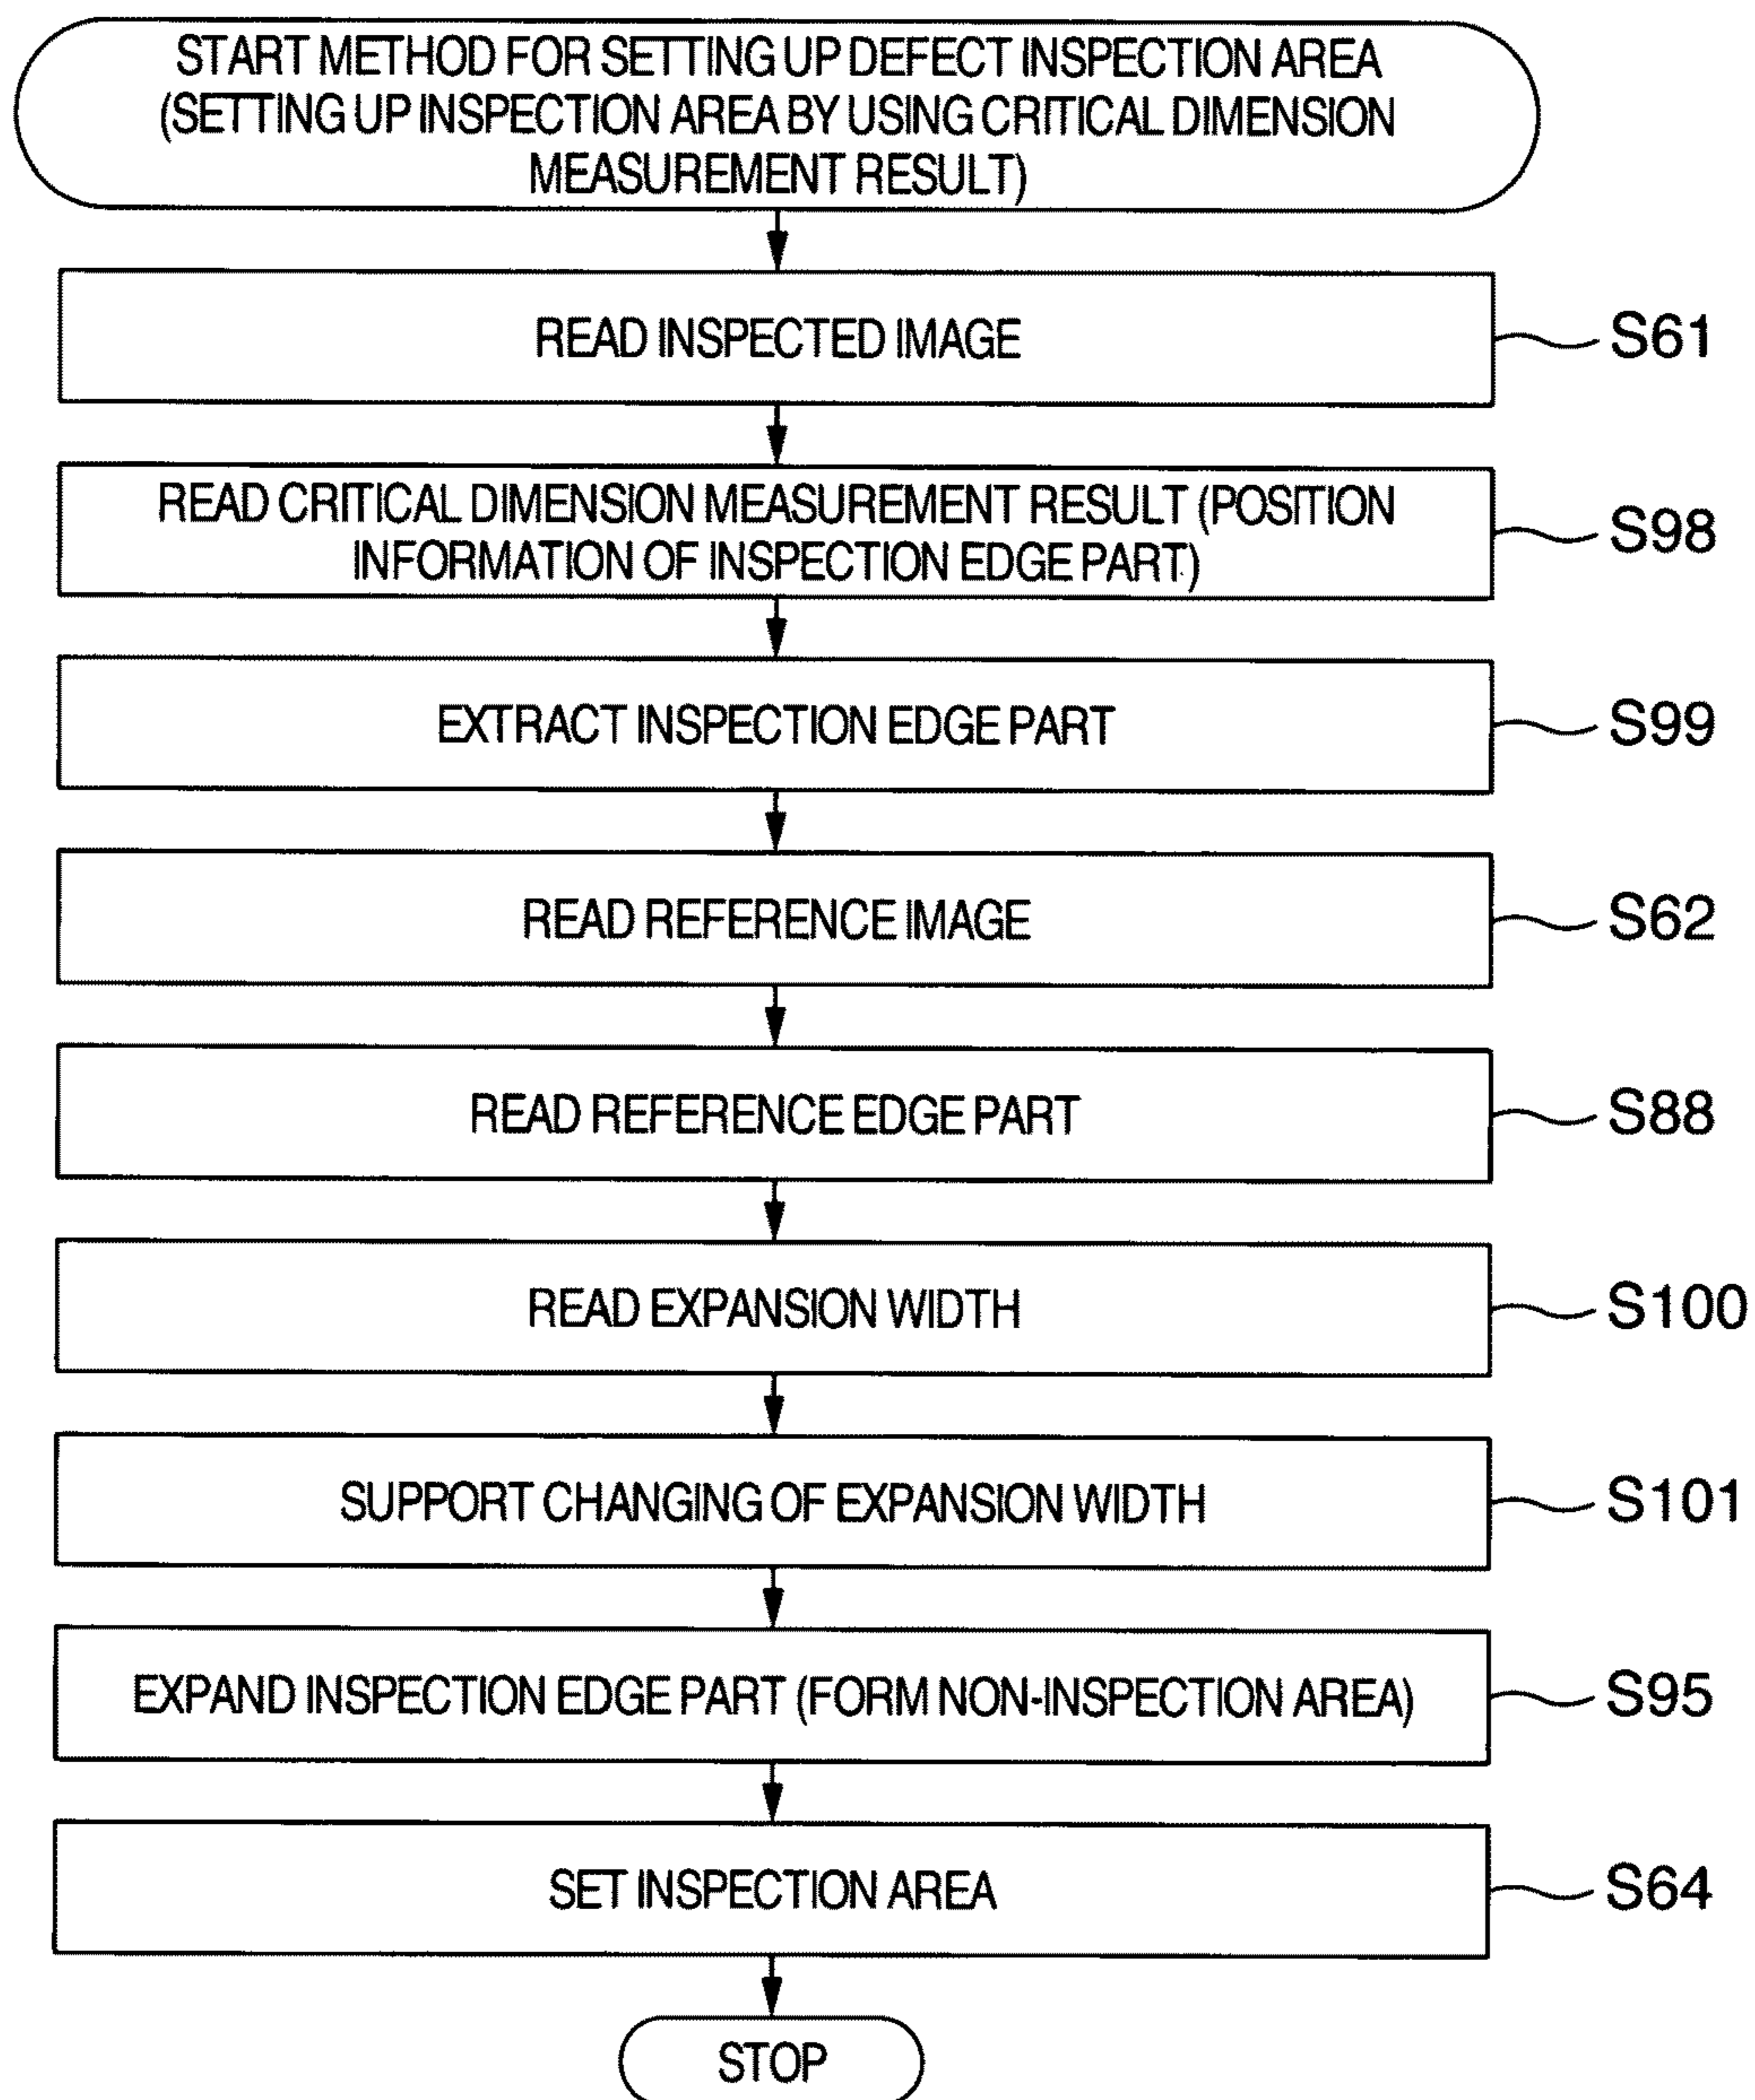 START METHOD FOR SETTING UP DEFECT INSPECTION AREA
(SETTING UP INSPECTION AREA BY USING CRITICAL DIMENSION
MEASUREMENT RESULT)
READ INSPECTED IMAGE
S61
READ CRITICAL DIMENSION MEASUREMENT RESULT (POSITION
INFORMATION OF INSPECTION EDGE PART)
S98
EXTRACT INSPECTION EDGE PART
S99
READ REFERENCE IMAGE
S62
READ REFERENCE EDGE PART
S88
READ EXPANSION WIDTH
S100
SUPPORT CHANGING OF EXPANSION WIDTH
S101
EXPAND INSPECTION EDGE PART (FORM NON-INSPECTION AREA)
S95
SET INSPECTION AREA
S64
STOP